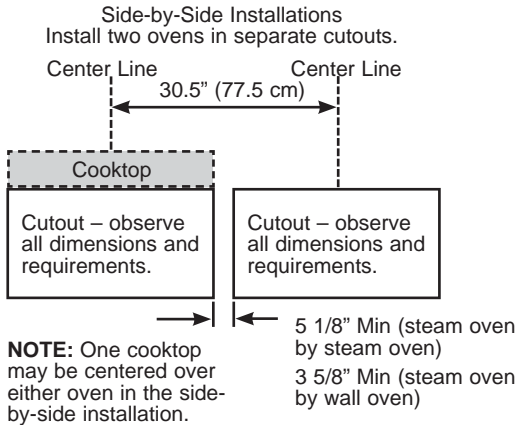 Side-by-Side Installations
Install two ovens in separate cutouts.
Center Line
Center Line
30.5” (77.5 cm)
Cooktop
Cutout – observe
all dimensions and
requirements.
Cutout – observe
all dimensions and
requirements.
NOTE: One cooktop
may be centered over
either oven in the side-
by-side installation.
5 1/8” Min (steam oven
by steam oven)
3 5/8” Min (steam oven
by wall oven)